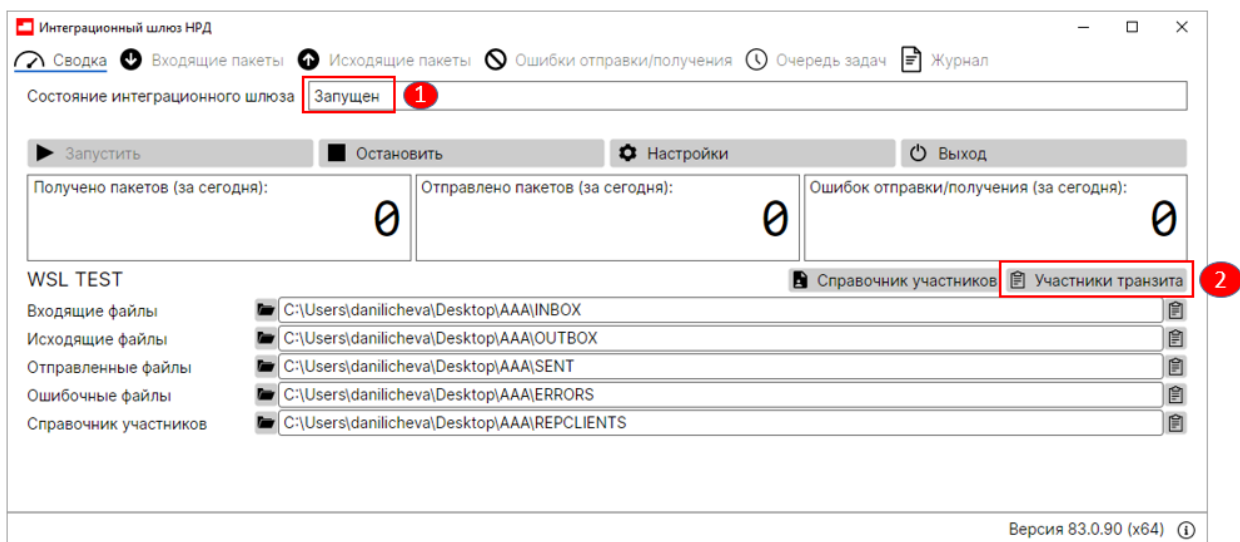 Интеграционный шлюз НРД
Сводка Входящие пакеты Исходящие пакеты Ошибки отправки/получения Очередь задач Журнал
Состояние интеграционного шлюза Запущен 1
Запустить Остановить Настройки Выход
Получено пакетов (за сегодня): Отправлено пакетов (за сегодня): Ошибок отправки/получения (за сегодня):
0 0 0
WSL TEST Справочник участников Участники транзита 2
Входящие файлы C:\Users\danilicheva\Desktop\AAA\INBOX
Исходящие файлы C:\Users\danilicheva\Desktop\AAA\OUTBOX
Отправленные файлы C:\Users\danilicheva\Desktop\AAA\SENT
Ошибочные файлы C:\Users\danilicheva\Desktop\AAA\ERRORS
Справочник участников C:\Users\danilicheva\Desktop\AAA\REPCLIENTS
Версия 83.0.90 (x64)